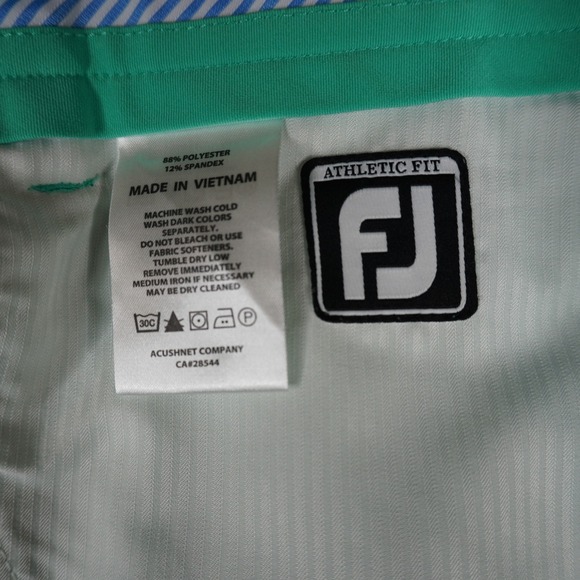 88% POLYESTER
12% SPANDEX
MADE IN VIETNAM
MACHINE WASH COLD
WASH DARK COLORS
SEPARATELY.
DO NOT BLEACH OR USE
FABRIC SOFTENERS.
TUMBLE DRY LOW
REMOVE IMMEDIATELY
MEDIUM IRON IF NECESSARY
MAY BE DRY CLEANED
30C
P
ACUSHNET COMPANY
CA#28544
ATHLETIC FIT
FJ